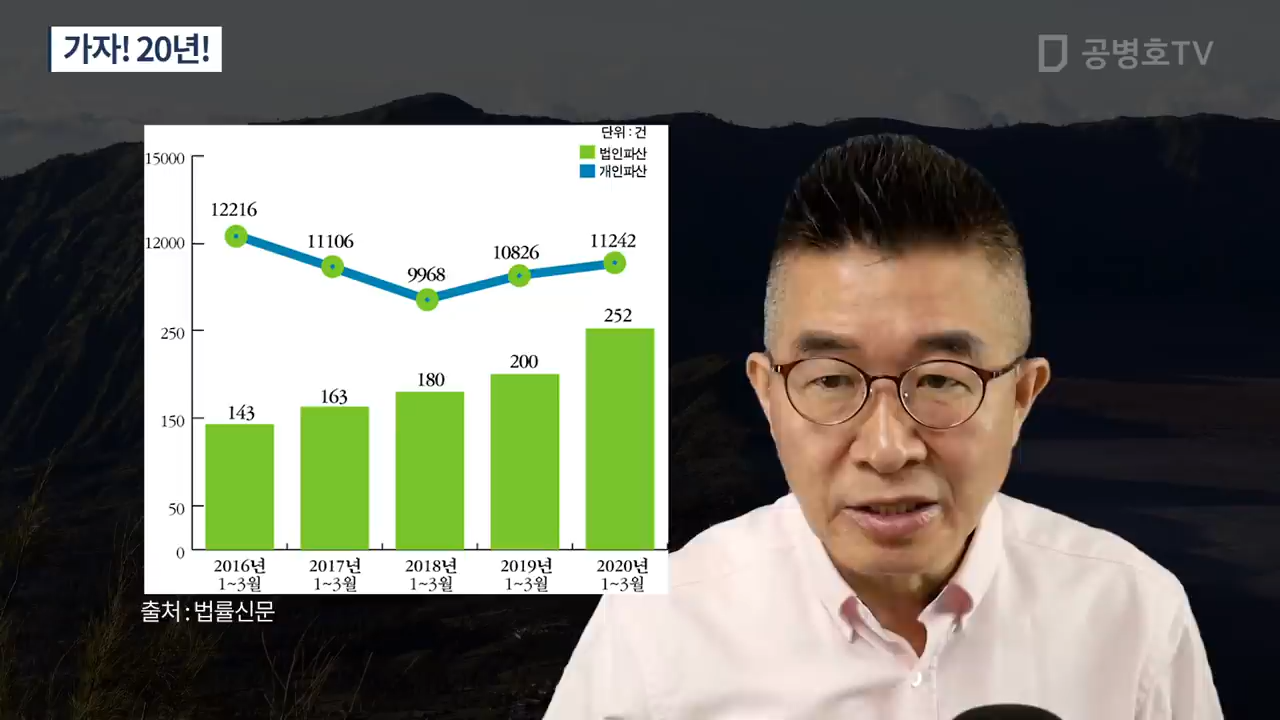 가자! 20년!
공병호TV
단위 : 건
법인파산
개인파산
15000
12000
250
150
50
0
12216
11106
9968
10826
11242
143
163
180
200
252
2016년
1~3월
2017년
1~3월
2018년
1~3월
2019년
1~3월
2020년
1~3월
출처 : 법률신문